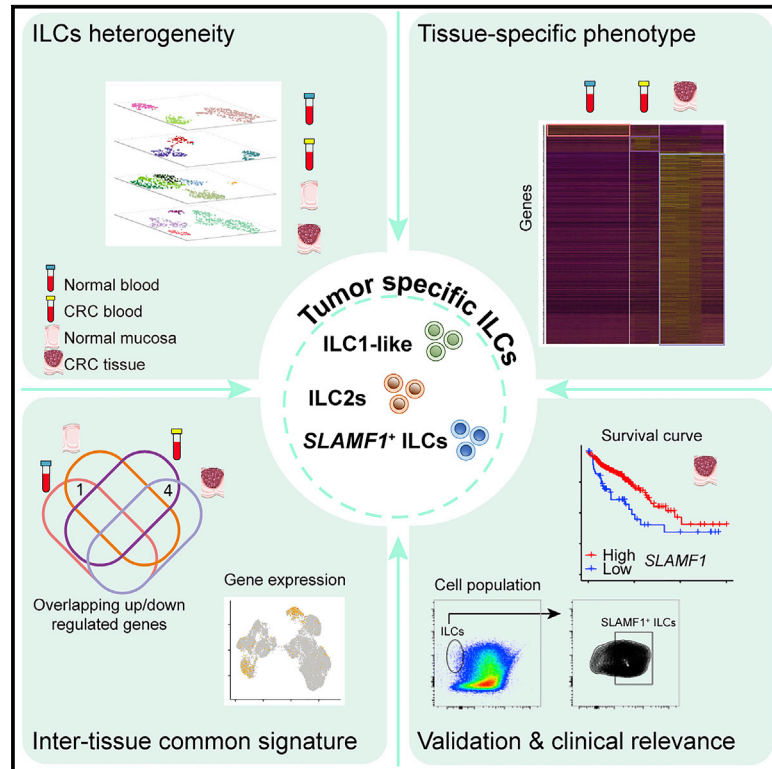 ILCs heterogeneity
Normal blood
CRC blood
Normal mucosa
CRC tissue
Tissue-specific phenotype
Genes
Tumor specific ILCs
ILC1-like
ILC2s
SLAMF1+ ILCs
1
4
Overlapping up/down
regulated genes
Gene expression
Inter-tissue common signature
Survival curve
High
Low
SLAMF1
Cell population
ILCs
SLAMF1+ ILCs
Validation & clinical relevance